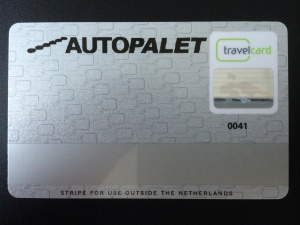 AUTOPALET
travelcard
0041
STRIPE FOR USE OUTSIDE THE NETHERLANDS